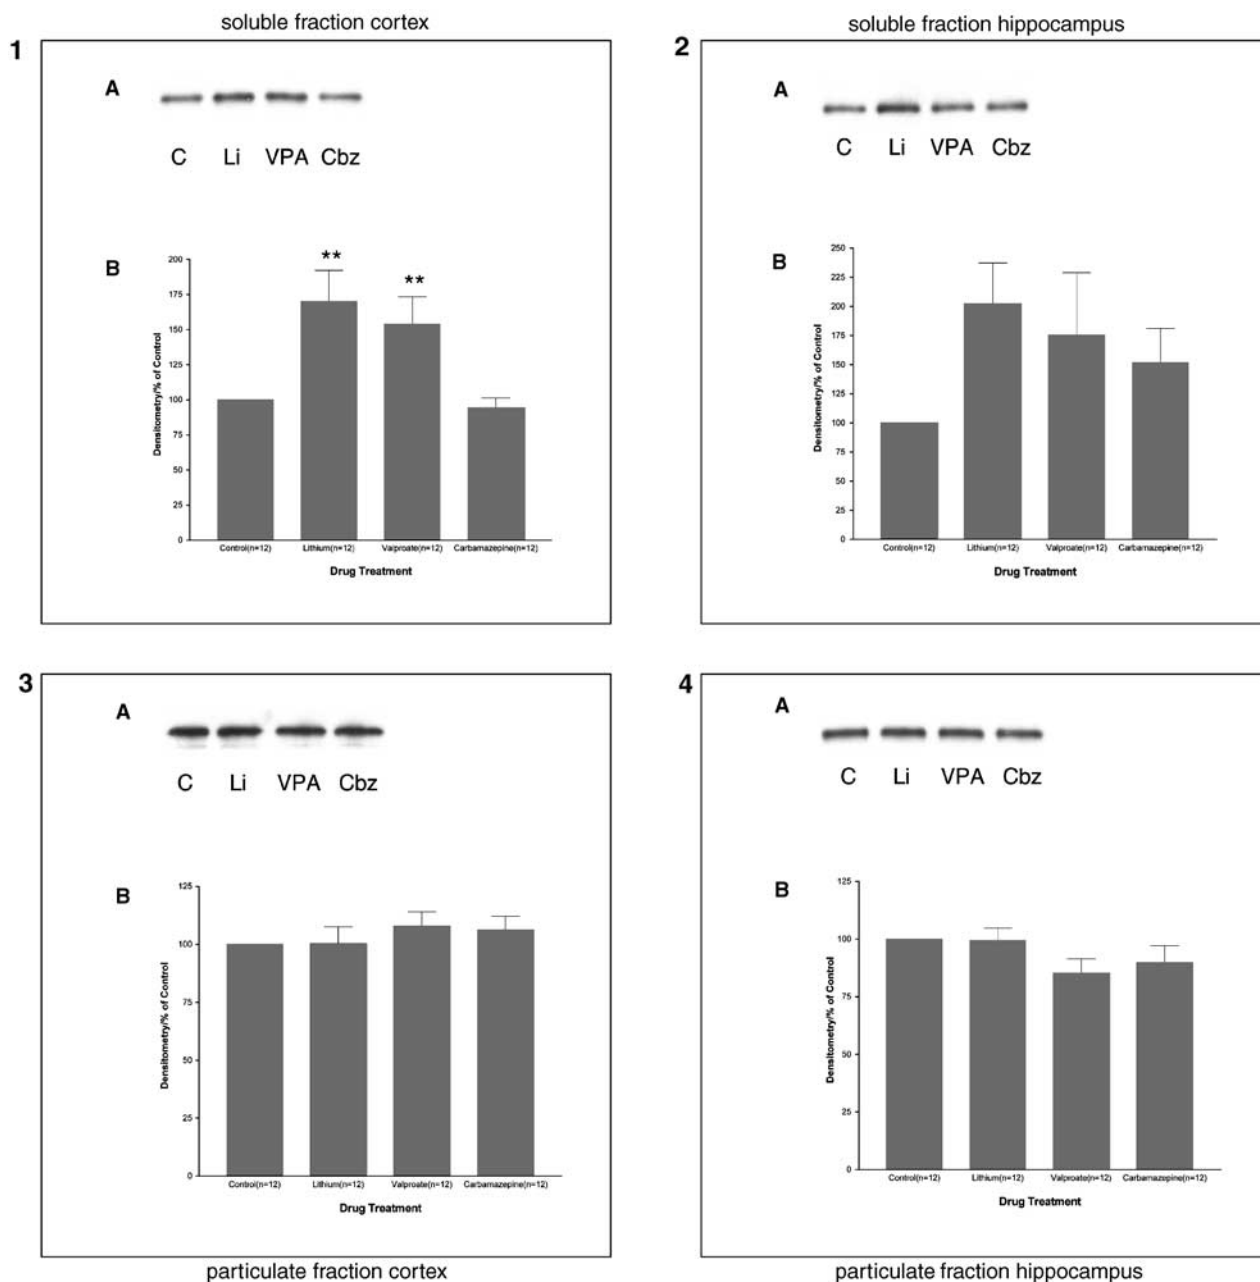 soluble fraction cortex
1
A
C Li VPA Cbz
B
** **
200
175
150
125
100
75
50
25
0
Densitometry/% of Control
Control(n=12) Lithium(n=12) Valproate(n=12) Carbamazepine(n=12)
Drug Treatment
soluble fraction hippocampus
2
A
C Li VPA Cbz
B
250
225
200
175
150
125
100
75
50
25
0
Densitometry/% of Control
Control(n=12) Lithium(n=12) Valproate(n=12) Carbamazepine(n=12)
Drug Treatment
3
A
C Li VPA Cbz
B
125
100
75
50
25
0
Densitometry/% of Control
Control(n=12) Lithium(n=12) Valproate(n=12) Carbamazepine(n=12)
Drug Treatment
particulate fraction cortex
4
A
C Li VPA Cbz
B
125
100
75
50
25
0
Densitometry/% of Control
Control(n=12) Lithium(n=12) Valproate(n=12) Carbamazepine(n=12)
Drug Treatment
particulate fraction hippocampus